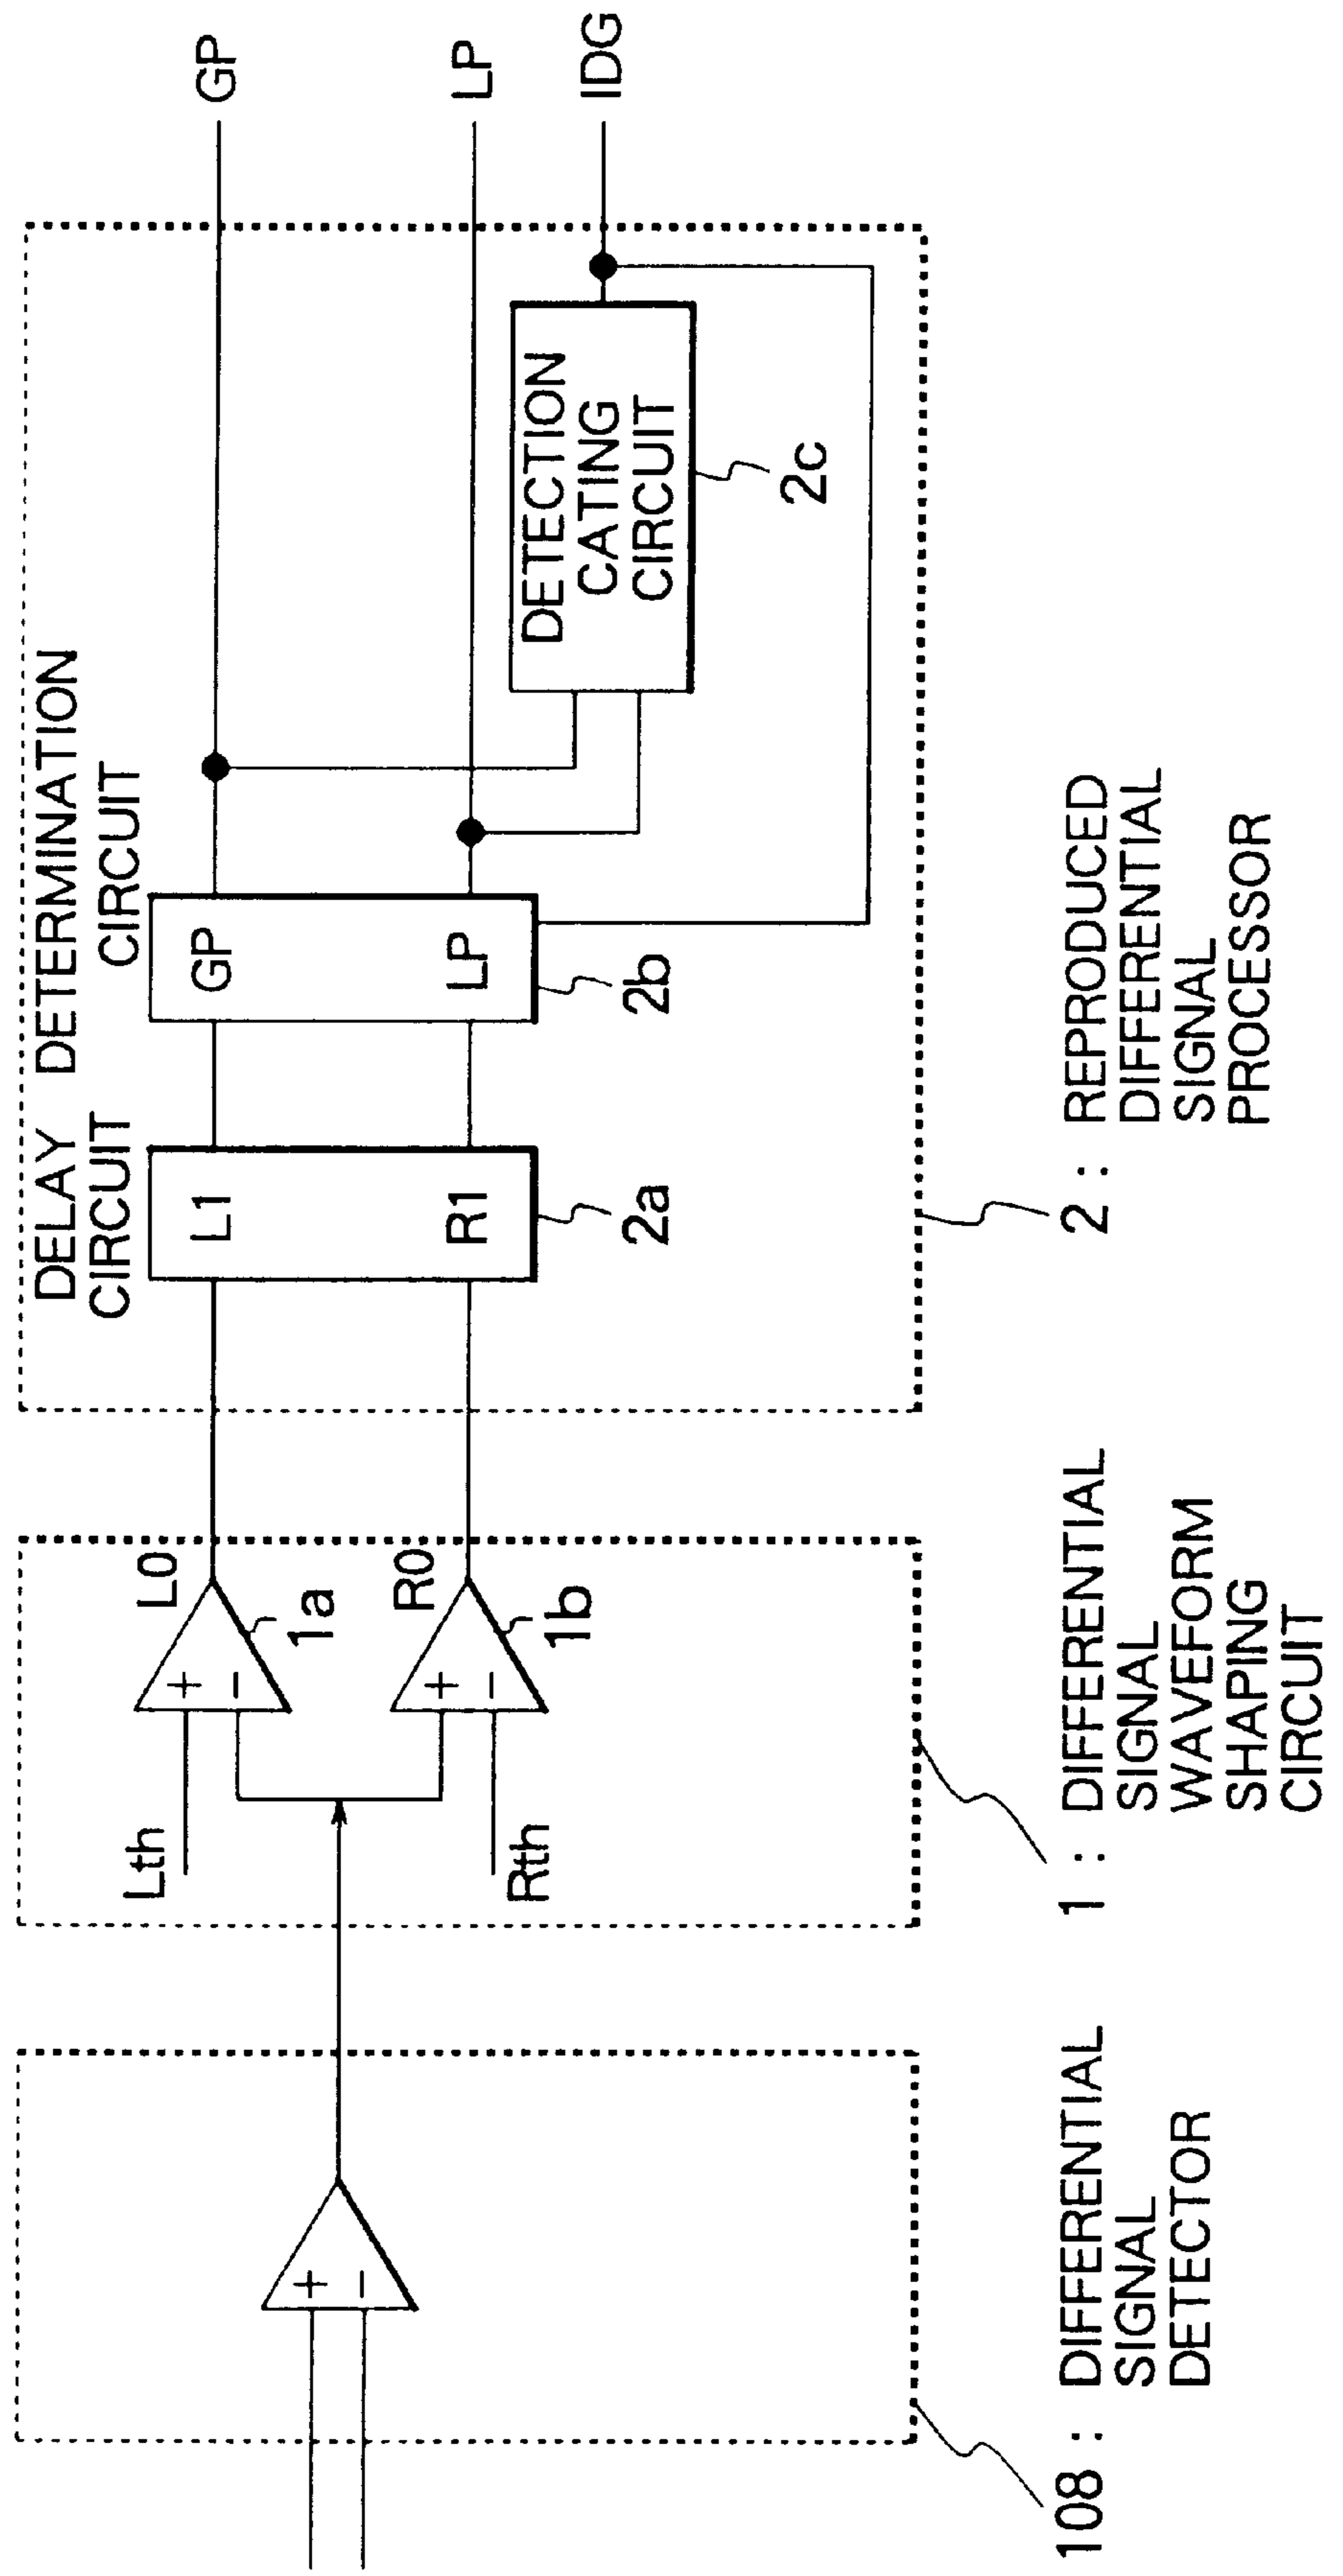 GP
LP
IDG
DELAY
CIRCUIT
DETERMINATION
CIRCUIT
L1
R1
2a
GP
LP
2b
DETECTION
CATING
CIRCUIT
2c
Lth
+
−
L0
1a
Rth
+
−
R0
1b
+
−
108 : DIFFERENTIAL
SIGNAL
DETECTOR
1 : DIFFERENTIAL
SIGNAL
WAVEFORM
SHAPING
CIRCUIT
2 : REPRODUCED
DIFFERENTIAL
SIGNAL
PROCESSOR